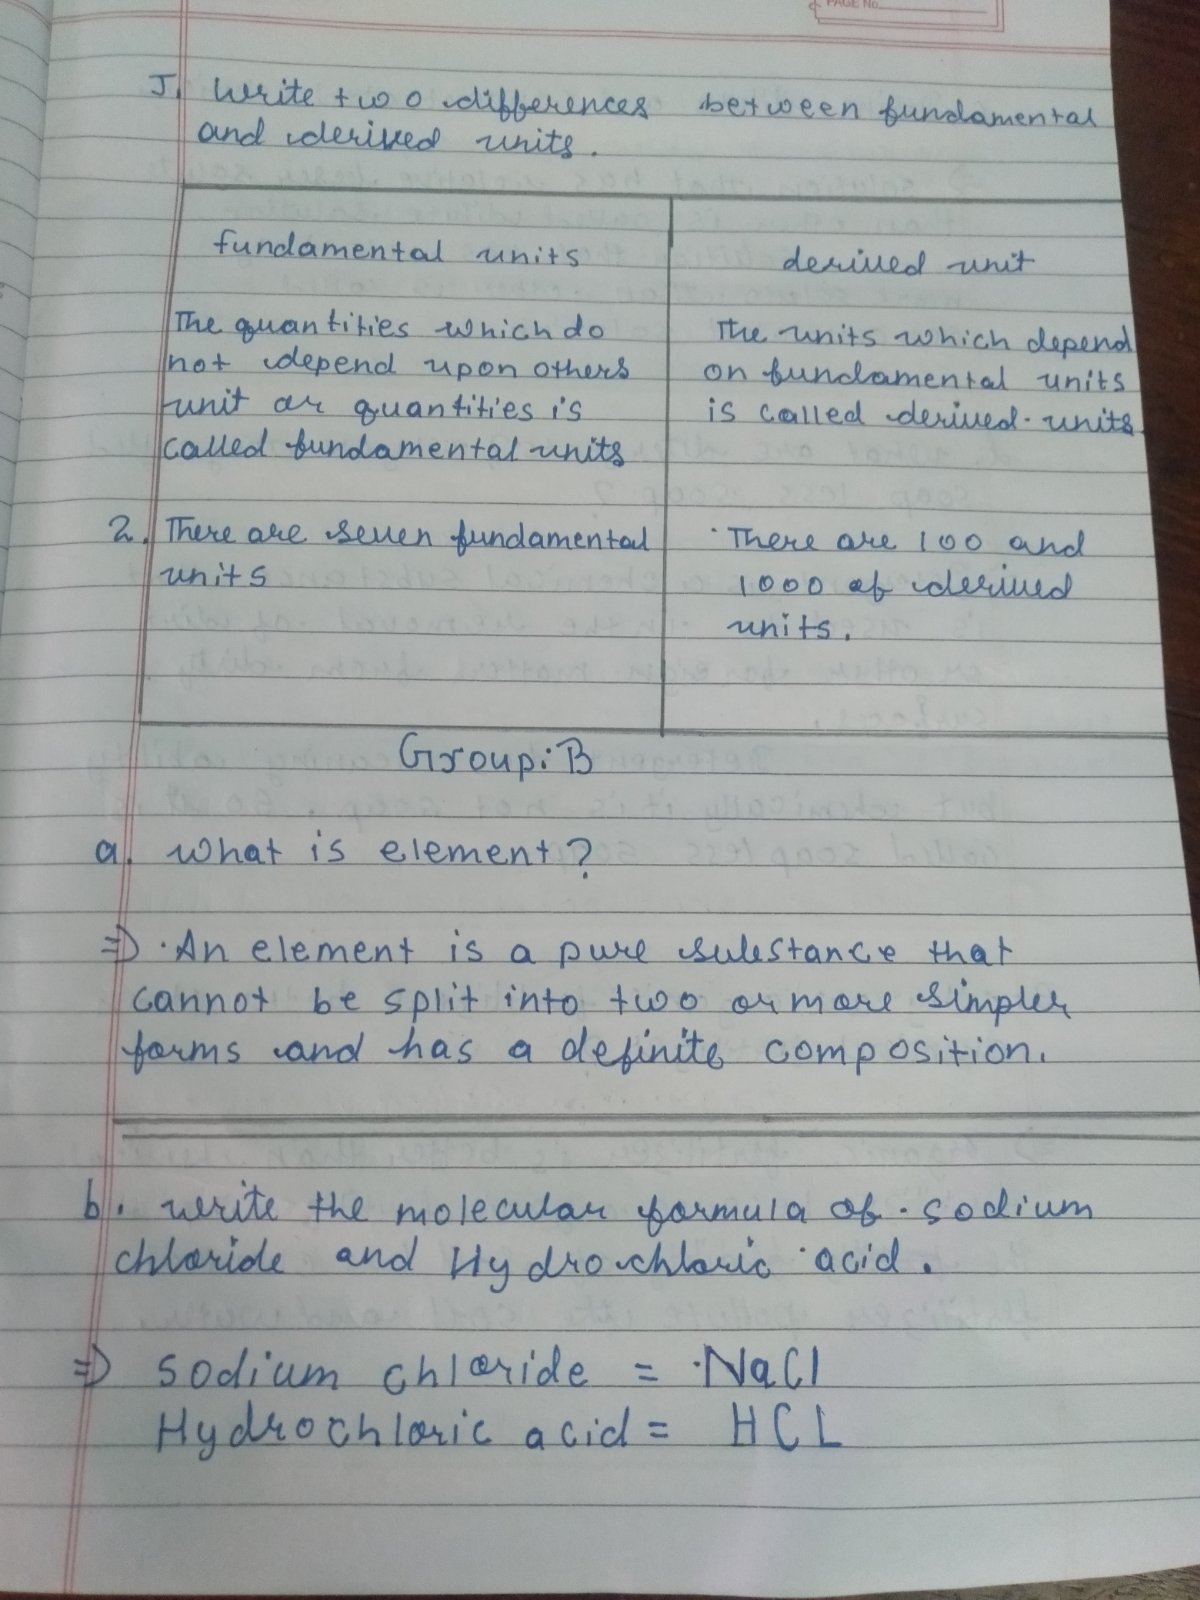 PAGE No.
J. Write two differences between fundamental
and derived units.
fundamental units
derived unit
The quantities which do
not depend upon others
unit or quantities is
called fundamental units
The units which depend
on fundamental units
is called derived units.
2. There are seven fundamental
units
There are 100 and
1000 of derived
units.
Group: B
a. What is element?
⇒ An element is a pure substance that
cannot be split into two or more simpler
forms and has a definite composition.
b. write the molecular formula of sodium
chloride and Hydrochloric acid.
⇒ Sodium chloride = NaCl
Hydrochloric acid = HCL